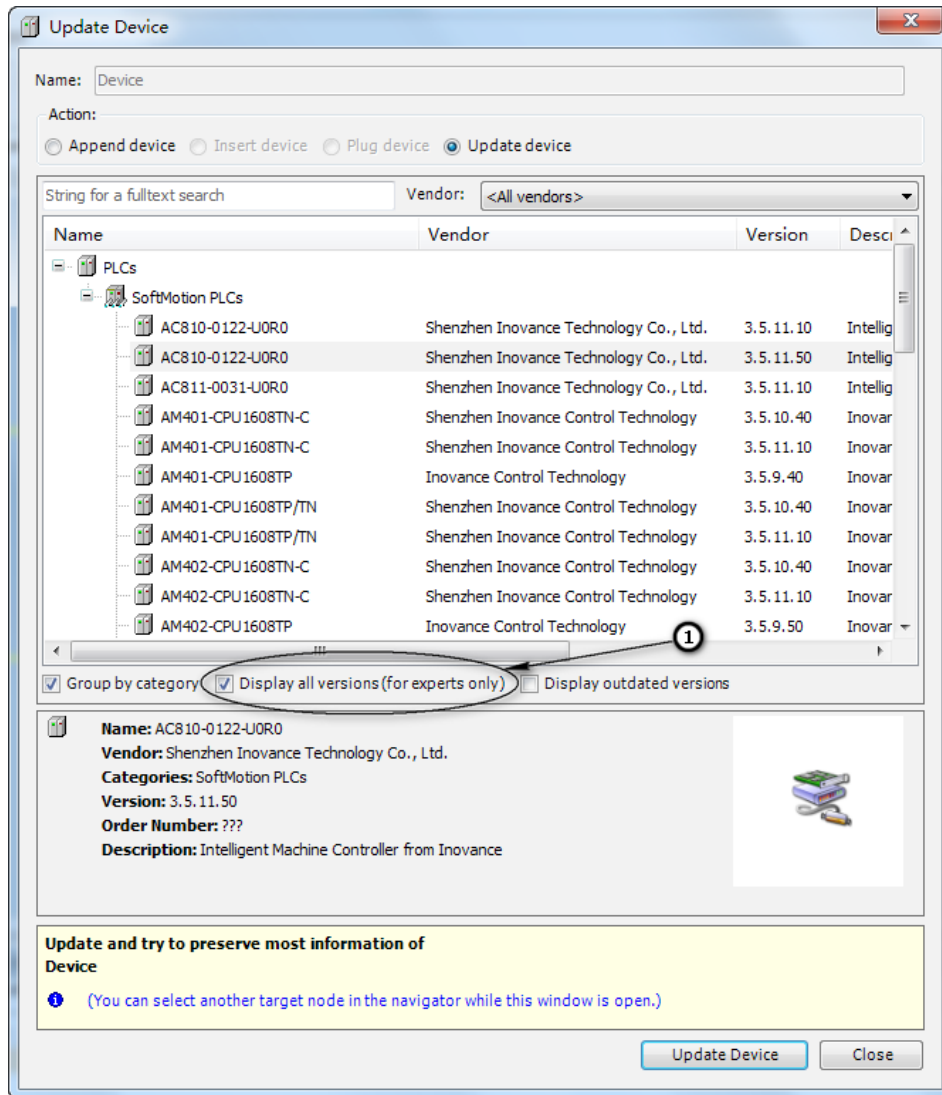 Update Device
Name: Device
Action:
Append device Insert device Plug device Update device
String for a fulltext search Vendor: <All vendors>
Name Vendor Version Descr
PLCs
SoftMotion PLCs
AC810-0122-U0R0 Shenzhen Inovance Technology Co., Ltd. 3.5.11.10 Intellig
AC810-0122-U0R0 Shenzhen Inovance Technology Co., Ltd. 3.5.11.50 Intellig
AC811-0031-U0R0 Shenzhen Inovance Technology Co., Ltd. 3.5.11.10 Intellig
AM401-CPU1608TN-C Shenzhen Inovance Control Technology 3.5.10.40 Inovar
AM401-CPU1608TN-C Shenzhen Inovance Control Technology 3.5.11.10 Inovar
AM401-CPU1608TP Inovance Control Technology 3.5.9.40 Inovar
AM401-CPU1608TP/TN Shenzhen Inovance Control Technology 3.5.10.40 Inovar
AM401-CPU1608TP/TN Shenzhen Inovance Control Technology 3.5.11.10 Inovar
AM402-CPU1608TN-C Shenzhen Inovance Control Technology 3.5.10.40 Inovar
AM402-CPU1608TN-C Shenzhen Inovance Control Technology 3.5.11.10 Inovar
AM402-CPU1608TP Inovance Control Technology 3.5.9.50 Inovar
1
Group by category Display all versions (for experts only) Display outdated versions
Name: AC810-0122-U0R0
Vendor: Shenzhen Inovance Technology Co., Ltd.
Categories: SoftMotion PLCs
Version: 3.5.11.50
Order Number: ???
Description: Intelligent Machine Controller from Inovance
Update and try to preserve most information of
Device
(You can select another target node in the navigator while this window is open.)
Update Device Close